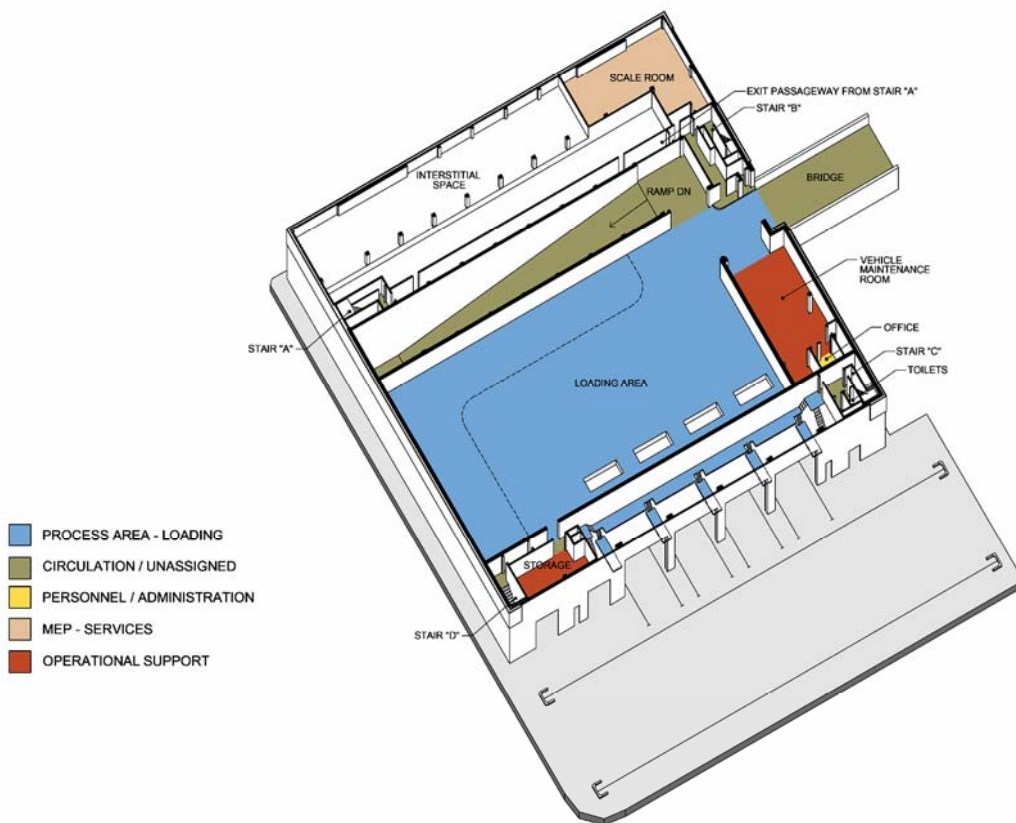 SCALE ROOM
EXIT PASSAGEWAY FROM STAIR "A"
STAIR "B"
INTERSTITIAL
SPACE
RAMP DN
BRIDGE
VEHICLE
MAINTENANCE
ROOM
OFFICE
STAIR "A"
STAIR "C"
TOILETS
LOADING AREA
STORAGE
STAIR "D"
PROCESS AREA - LOADING
CIRCULATION / UNASSIGNED
PERSONNEL / ADMINISTRATION
MEP - SERVICES
OPERATIONAL SUPPORT